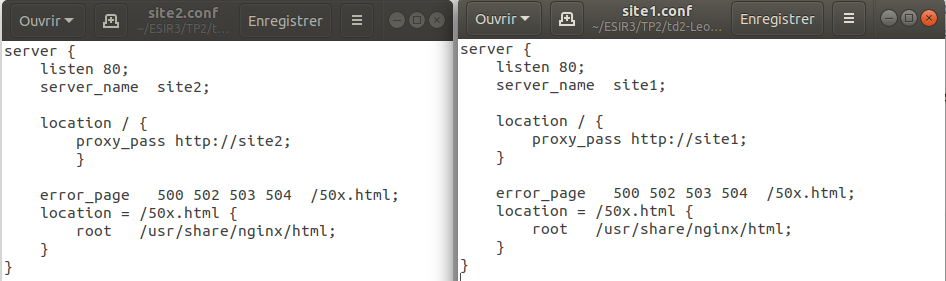 Ouvrir
site2.conf
~/ESIR3/TP2/t…
Enregistrer
server {
    listen 80;
    server_name  site2;

    location / {
        proxy_pass http://site2;
        }

    error_page   500 502 503 504  /50x.html;
    location = /50x.html {
        root   /usr/share/nginx/html;
    }
}
Ouvrir
site1.conf
~/ESIR3/TP2/td2-Leo…
Enregistrer
server {
    listen 80;
    server_name  site1;

    location / {
        proxy_pass http://site1;
    }

    error_page   500 502 503 504  /50x.html;
    location = /50x.html {
        root   /usr/share/nginx/html;
    }
}